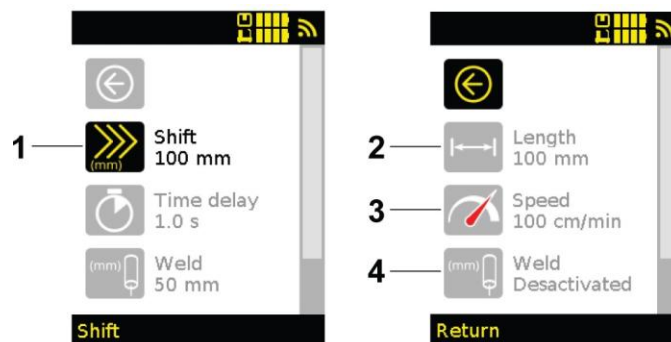 1
(mm)
Shift
100 mm
Time delay
1.0 s
(mm)
Weld
50 mm
Shift
2
Length
100 mm
3
Speed
100 cm/min
4
(mm)
Weld
Desactivated
Return